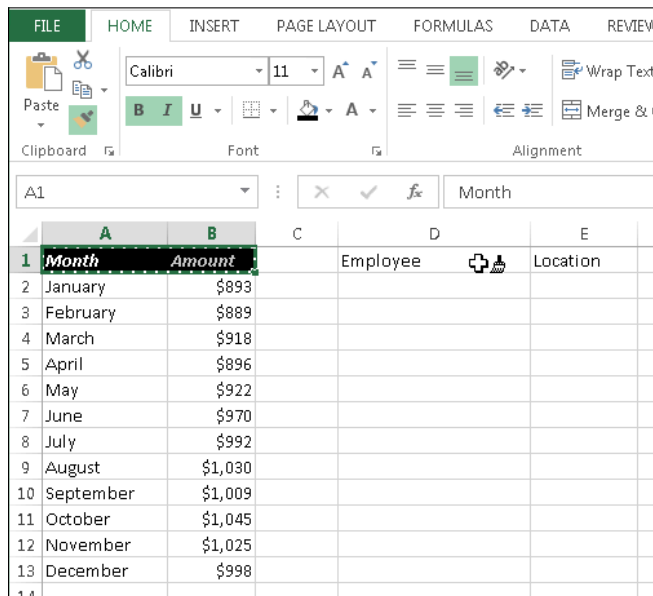 FILE HOME INSERT PAGE LAYOUT FORMULAS DATA REVIEW
Calibri 11 A A Wrap Text
Paste B I U A Merge &
Clipboard Font Alignment
A1 fx Month
A B C D E
1 Month Amount Employee Location
2 January $893
3 February $889
4 March $918
5 April $896
6 May $922
7 June $970
8 July $992
9 August $1,030
10 September $1,009
11 October $1,045
12 November $1,025
13 December $998